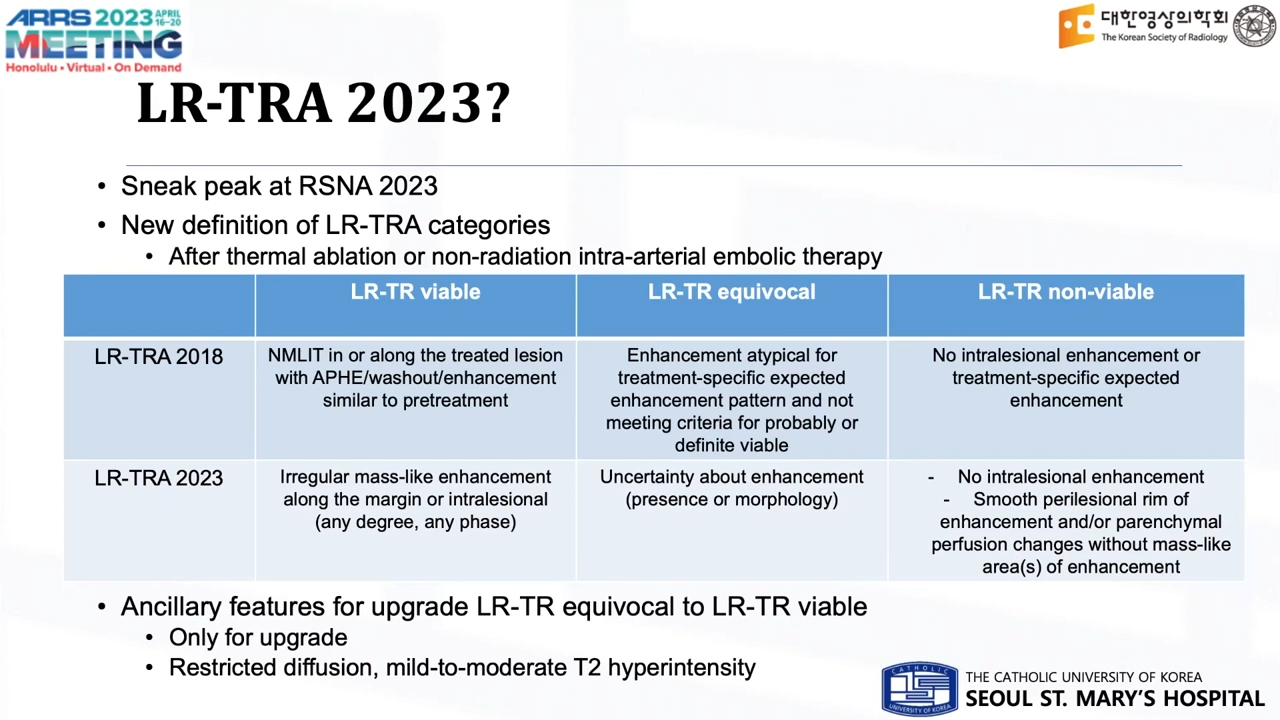 ARRS 2023 APRIL 16–20
MEETING
Honolulu • Virtual • On Demand
대한영상의학회
The Korean Society of Radiology
LR-TRA 2023?
• Sneak peak at RSNA 2023
• New definition of LR-TRA categories
• After thermal ablation or non-radiation intra-arterial embolic therapy
LR-TR viable
LR-TR equivocal
LR-TR non-viable
LR-TRA 2018
NMLIT in or along the treated lesion
with APHE/washout/enhancement
similar to pretreatment
Enhancement atypical for
treatment-specific expected
enhancement pattern and not
meeting criteria for probably or
definite viable
No intralesional enhancement or
treatment-specific expected
enhancement
LR-TRA 2023
Irregular mass-like enhancement
along the margin or intralesional
(any degree, any phase)
Uncertainty about enhancement
(presence or morphology)
- No intralesional enhancement
- Smooth perilesional rim of
enhancement and/or parenchymal
perfusion changes without mass-like
area(s) of enhancement
• Ancillary features for upgrade LR-TR equivocal to LR-TR viable
• Only for upgrade
• Restricted diffusion, mild-to-moderate T2 hyperintensity
CATHOLIC
UNIVERSITY OF KOREA
THE CATHOLIC UNIVERSITY OF KOREA
SEOUL ST. MARY'S HOSPITAL